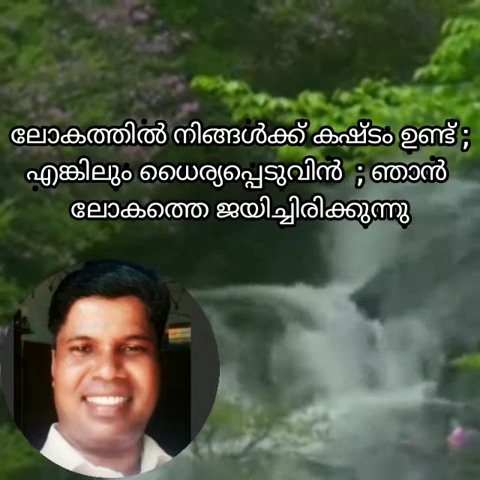 ലോകത്തിൽ നിങ്ങൾക്ക് കഷ്ടം ഉണ്ട് ;
എങ്കിലും ധൈര്യപ്പെടുവിൻ ; ഞാൻ
ലോകത്തെ ജയിച്ചിരിക്കുന്നു